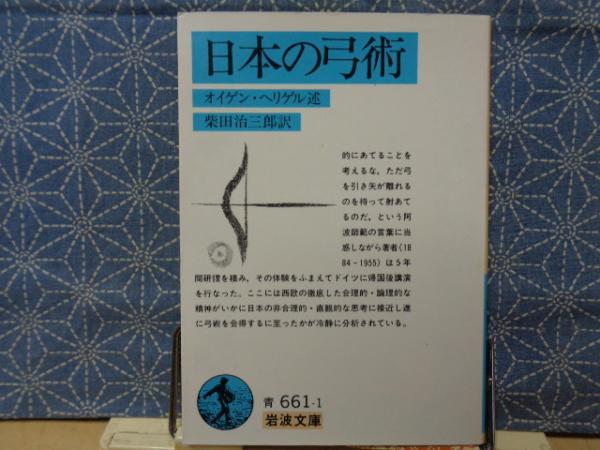 日本の弓術
オイゲン・ヘリゲル述
柴田治三郎訳
的にあてることを
考えるな、ただ弓
を引き矢が離れる
のを待って射あて
るのだ、という阿
波師範の言葉に当
惑しながら著者(18
84-1955)は5年
間研鑽を積み、その体験をふまえてドイツに帰国後講演
を行なった。ここには西欧の徹底した合理的・論理的な
精神がいかに日本の非合理的・直観的な思考に接近し遂
に弓術を会得するに至ったかが冷静に分析されている。
青 661-1
岩波文庫